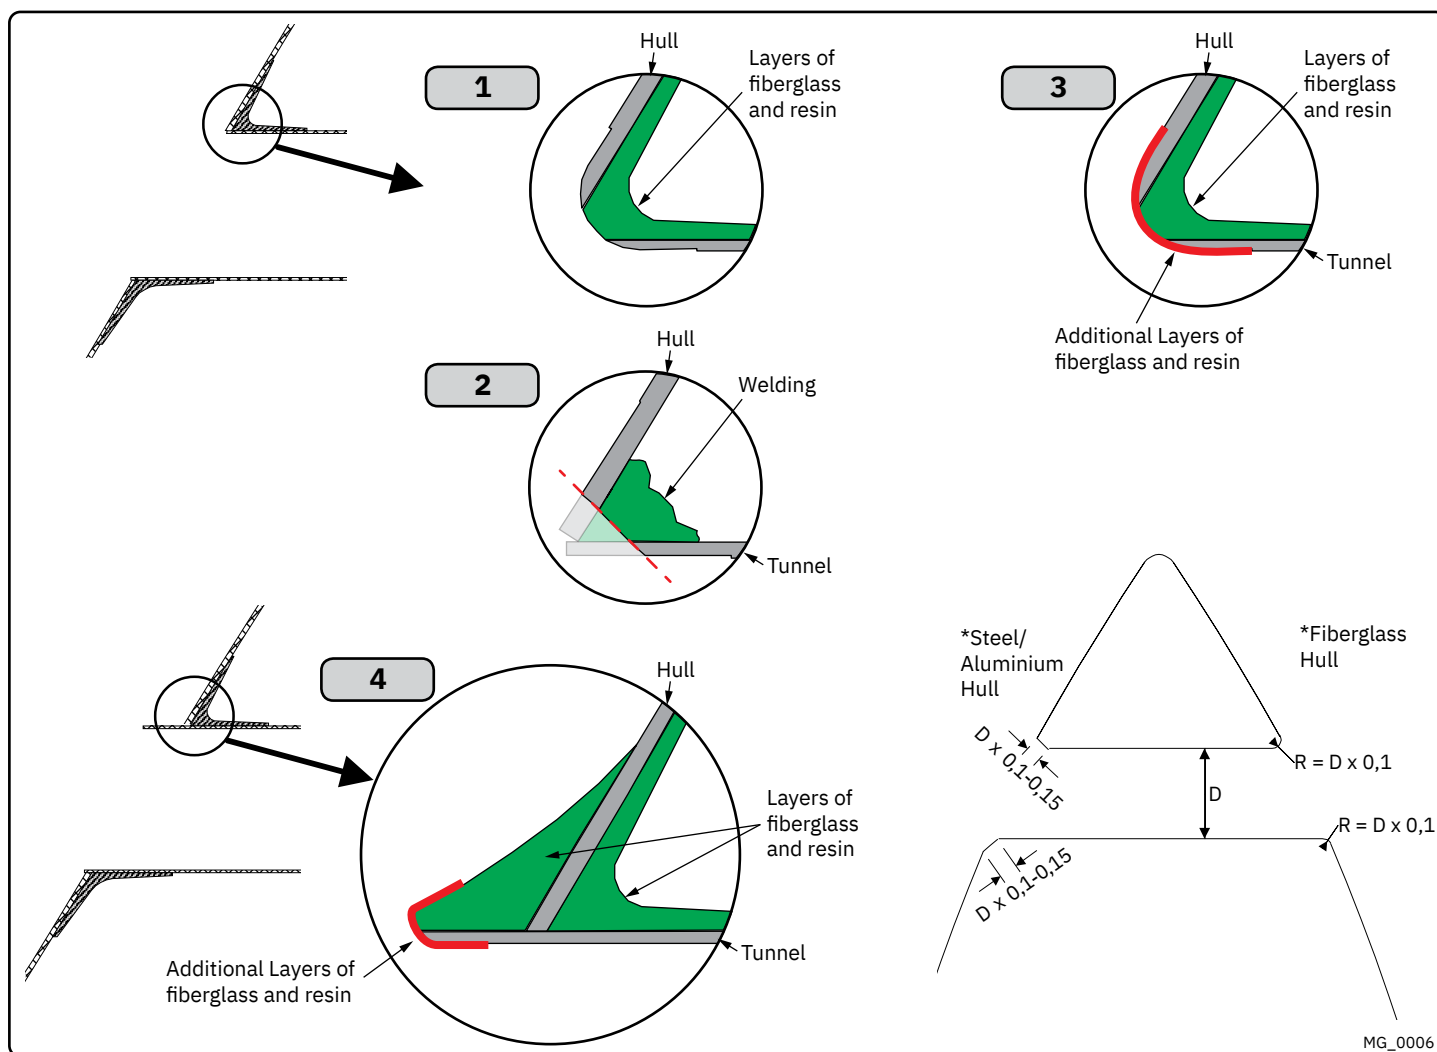 1
Hull
Layers of
fiberglass
and resin
3
Hull
Layers of
fiberglass
and resin
Tunnel
Additional Layers of
fiberglass and resin
2
Hull
Welding
Tunnel
4
Hull
Layers of
fiberglass
and resin
Tunnel
Additional Layers of
fiberglass and resin
*Steel/
Aluminium
Hull
*Fiberglass
Hull
D x 0,1-0,15
R = D x 0,1
D
R = D x 0,1
D x 0,1-0,15
MG_0006